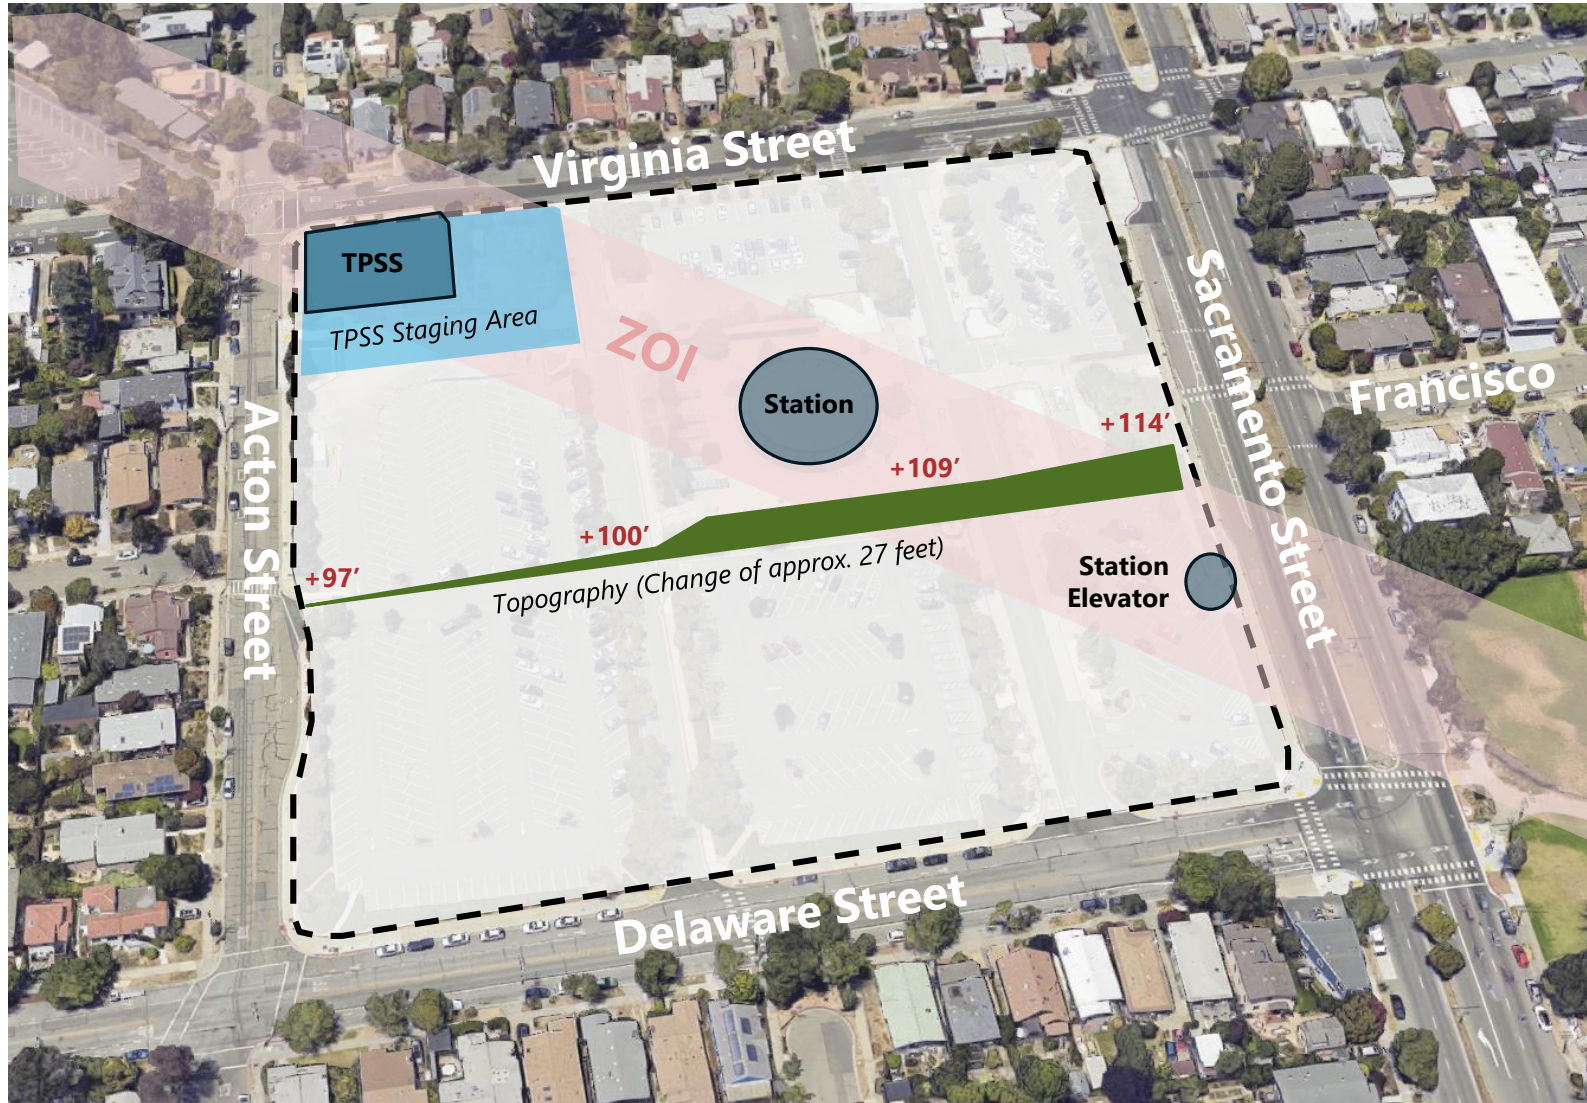 Virginia Street
TPSS
TPSS Staging Area
ZOI
Station
Sacramento Street
Francisco
+114’
+109’
+100’
+97’
Topography (Change of approx. 27 feet)
Acton Street
Station
Elevator
Delaware Street